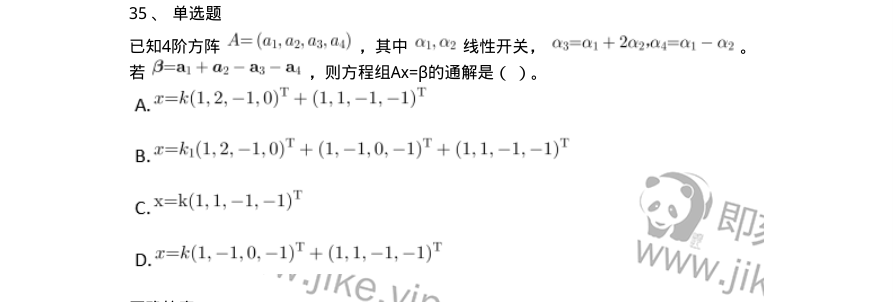 35 、 单选题
已知4阶方阵 A=(a₁, a₂, a₃, a₄) ，其中 α₁, α₂ 线性开关， α₃=α₁ + 2α₂,α₄=α₁ − α₂ 。
若 β=a₁ + a₂ − a₃ − a₄ ，则方程组Ax=β的通解是（ ）。
A. x=k(1, 2, −1, 0)ᵀ + (1, 1, −1, −1)ᵀ
B. x=k₁(1, 2, −1, 0)ᵀ + (1, −1, 0, −1)ᵀ + (1, 1, −1, −1)ᵀ
C. x=k(1, 1, −1, −1)ᵀ
D. x=k(1, −1, 0, −1)ᵀ + (1, 1, −1, −1)ᵀ